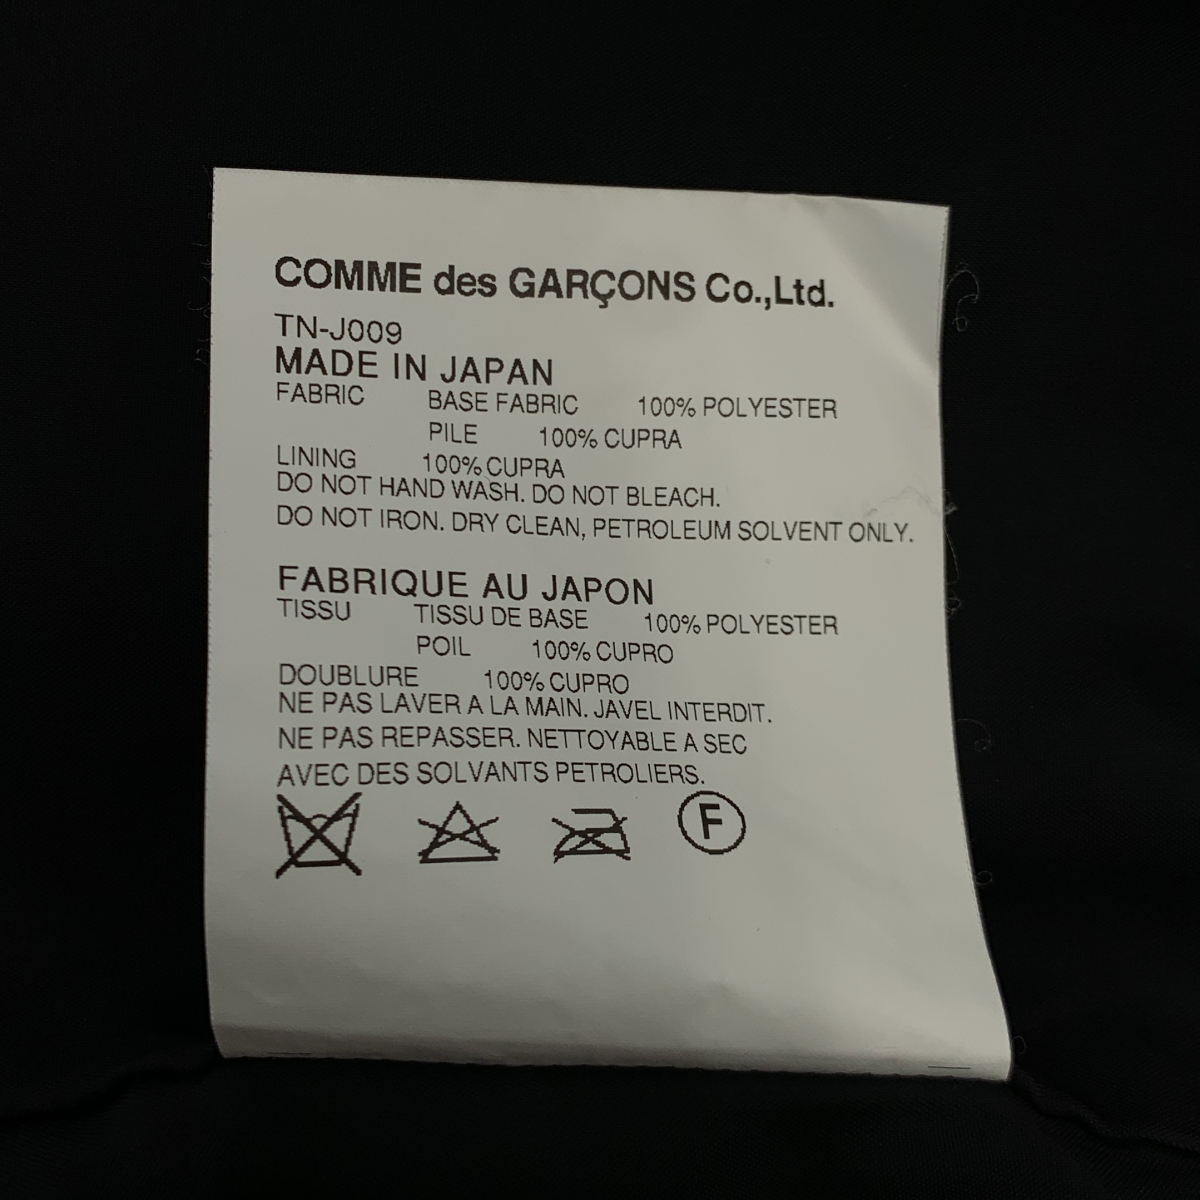 COMME des GARÇONS Co.,Ltd.
TN-J009
MADE IN JAPAN
FABRIC BASE FABRIC 100% POLYESTER
PILE 100% CUPRA
LINING 100% CUPRA
DO NOT HAND WASH. DO NOT BLEACH.
DO NOT IRON. DRY CLEAN, PETROLEUM SOLVENT ONLY.
FABRIQUE AU JAPON
TISSU TISSU DE BASE 100% POLYESTER
POIL 100% CUPRO
DOUBLURE 100% CUPRO
NE PAS LAVER A LA MAIN. JAVEL INTERDIT.
NE PAS REPASSER. NETTOYABLE A SEC
AVEC DES SOLVANTS PETROLIERS.
F